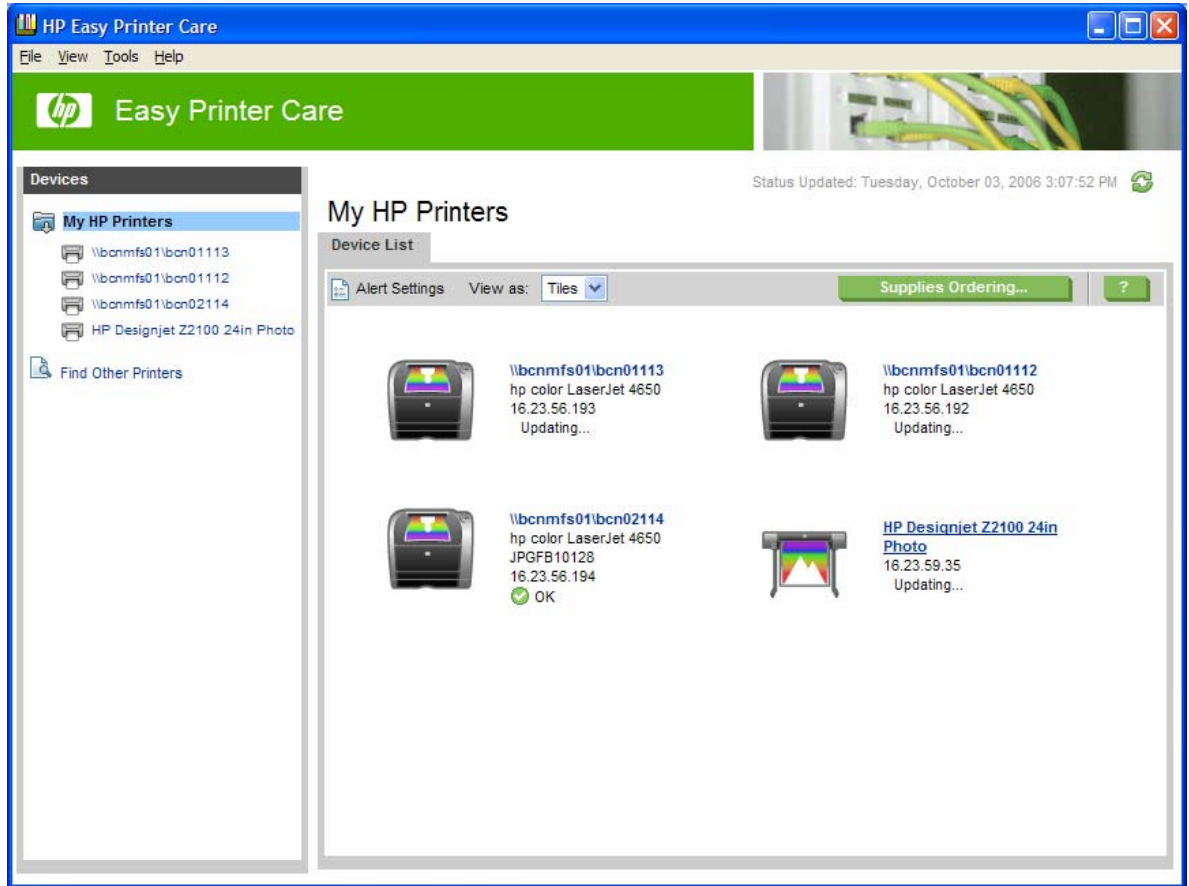 HP Easy Printer Care
File View Tools Help
hp Easy Printer Care
Devices
My HP Printers
\\bcnmfs01\bcn01113
\\bcnmfs01\bcn01112
\\bcnmfs01\bcn02114
HP Designjet Z2100 24in Photo
Find Other Printers
Status Updated: Tuesday, October 03, 2006 3:07:52 PM
My HP Printers
Device List
Alert Settings View as: Tiles Supplies Ordering... ?
\\bcnmfs01\bcn01113
hp color LaserJet 4650
16.23.56.193
Updating...
\\bcnmfs01\bcn01112
hp color LaserJet 4650
16.23.56.192
Updating...
\\bcnmfs01\bcn02114
hp color LaserJet 4650
JPGFB10128
16.23.56.194
OK
HP Designjet Z2100 24in
Photo
16.23.59.35
Updating...